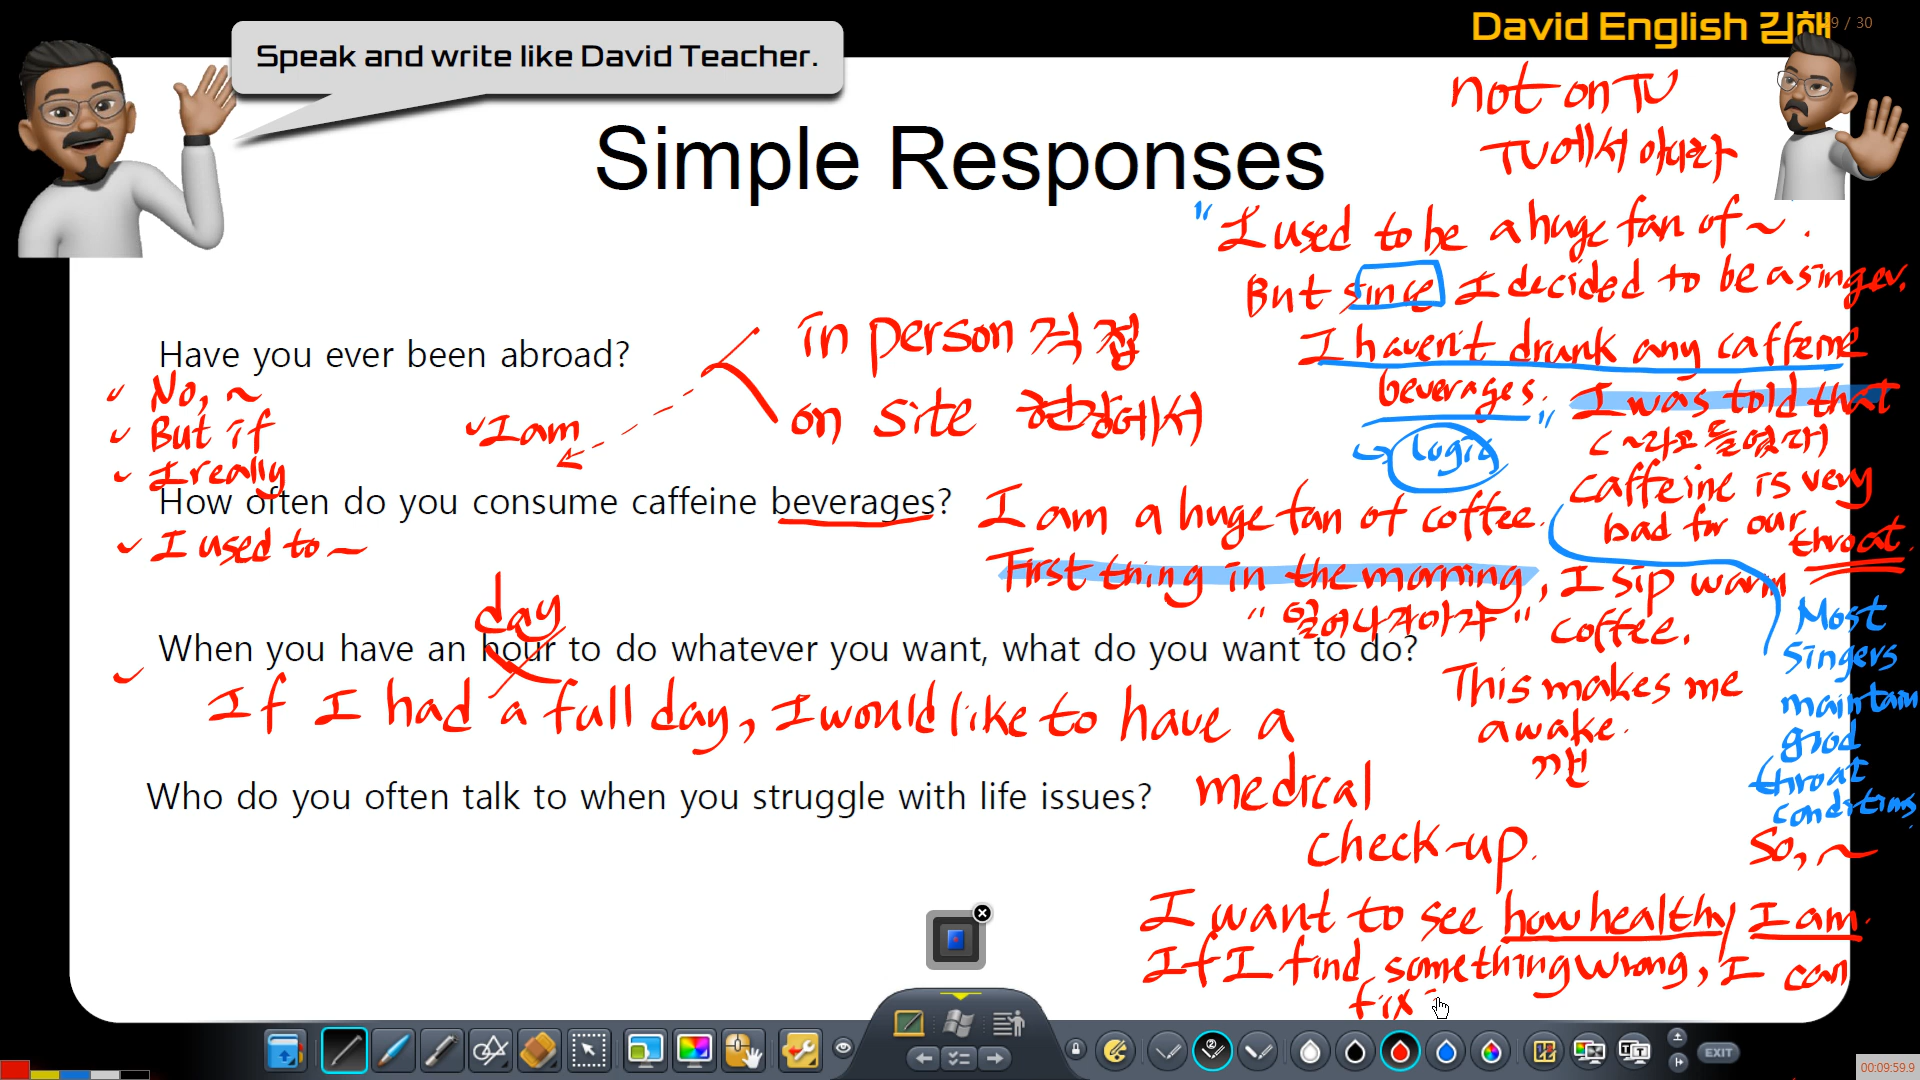 David English 김해
9 / 30
Speak and write like David Teacher.
Simple Responses
not on TV
TV에서 아니라
"I used to be a huge fan of ~.
But since I decided to be a singer,
I haven't drunk any caffeine
beverages."
→ logic
I was told that
(~라고 들었다)
caffeine is very
bad for our
throat.
Most
singers
maintain
good
throat
conditions
So, ~
Have you ever been abroad?
in person 직접
on site 현장에서
No, ~
But if
I really
I am
How often do you consume caffeine beverages?
I used to ~
I am a huge fan of coffee.
First thing in the morning, I sip warm
coffee.
"일어나자마자"
This makes me
awake.
깬
day
When you have an hour to do whatever you want, what do you want to do?
If I had a full day, I would like to have a
medical
check-up.
Who do you often talk to when you struggle with life issues?
I want to see how healthy I am.
If I find something wrong, I can
fix
EXIT
00:09:59.9